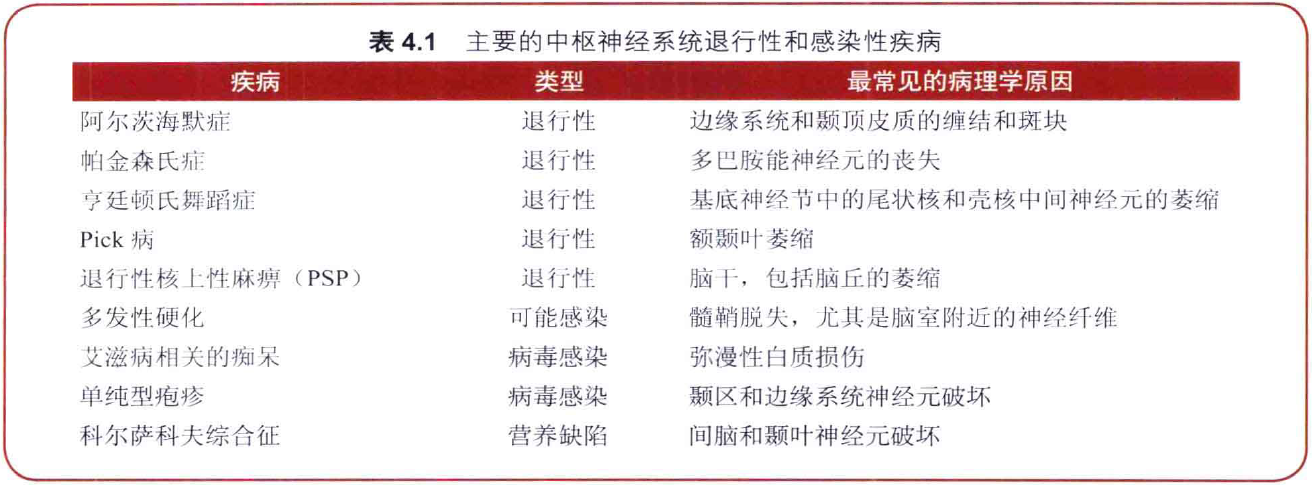 表 4.1 主要的中枢神经系统退行性和感染性疾病
疾病 类型 最常见的病理学原因
阿尔茨海默症 退行性 边缘系统和颞顶皮质的缠结和斑块
帕金森氏症 退行性 多巴胺能神经元的丧失
亨廷顿氏舞蹈症 退行性 基底神经节中的尾状核和壳核中间神经元的萎缩
Pick 病 退行性 额颞叶萎缩
退行性核上性麻痹（PSP） 退行性 脑干，包括脑丘的萎缩
多发性硬化 可能感染 髓鞘脱失，尤其是脑室附近的神经纤维
艾滋病相关的痴呆 病毒感染 弥漫性白质损伤
单纯型疱疹 病毒感染 颞区和边缘系统神经元破坏
科尔萨科夫综合征 营养缺陷 间脑和颞叶神经元破坏